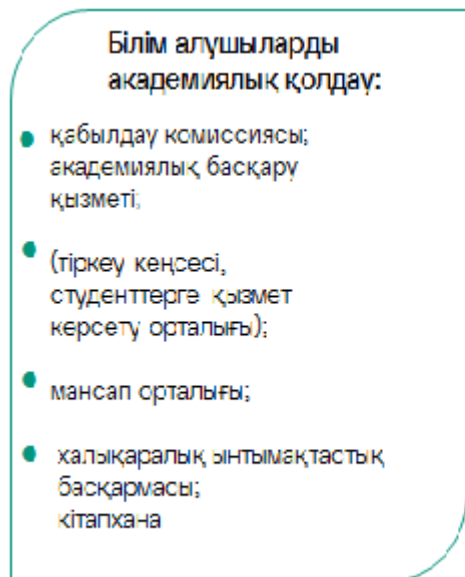 Білім алушыларды
академиялық қолдау:
қабылдау комиссиясы;
академиялық басқару
қызметі;
(тіркеу кеңсесі,
студенттерге қызмет
көрсету орталығы);
мансап орталығы;
халықаралық ынтымақтастық
басқармасы;
кітапхана